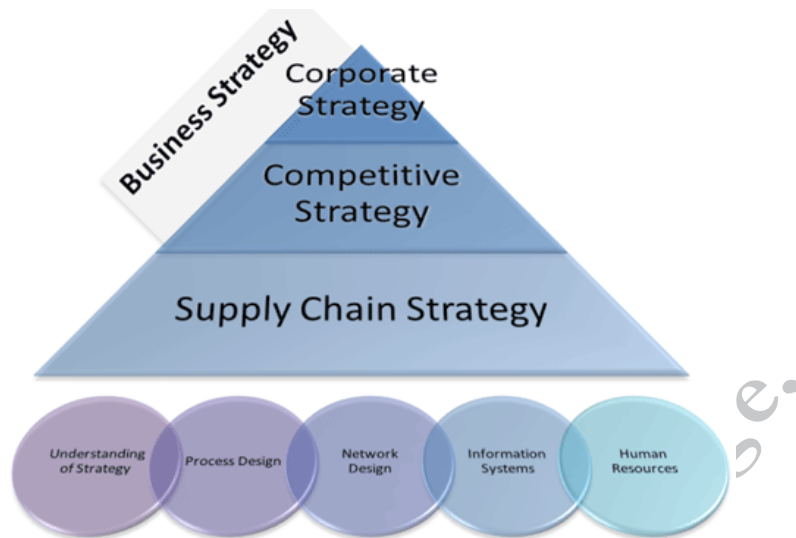 Business Strategy
Corporate
Strategy
Competitive
Strategy
Supply Chain Strategy
Understanding
of Strategy
Process Design
Network
Design
Information
Systems
Human
Resources